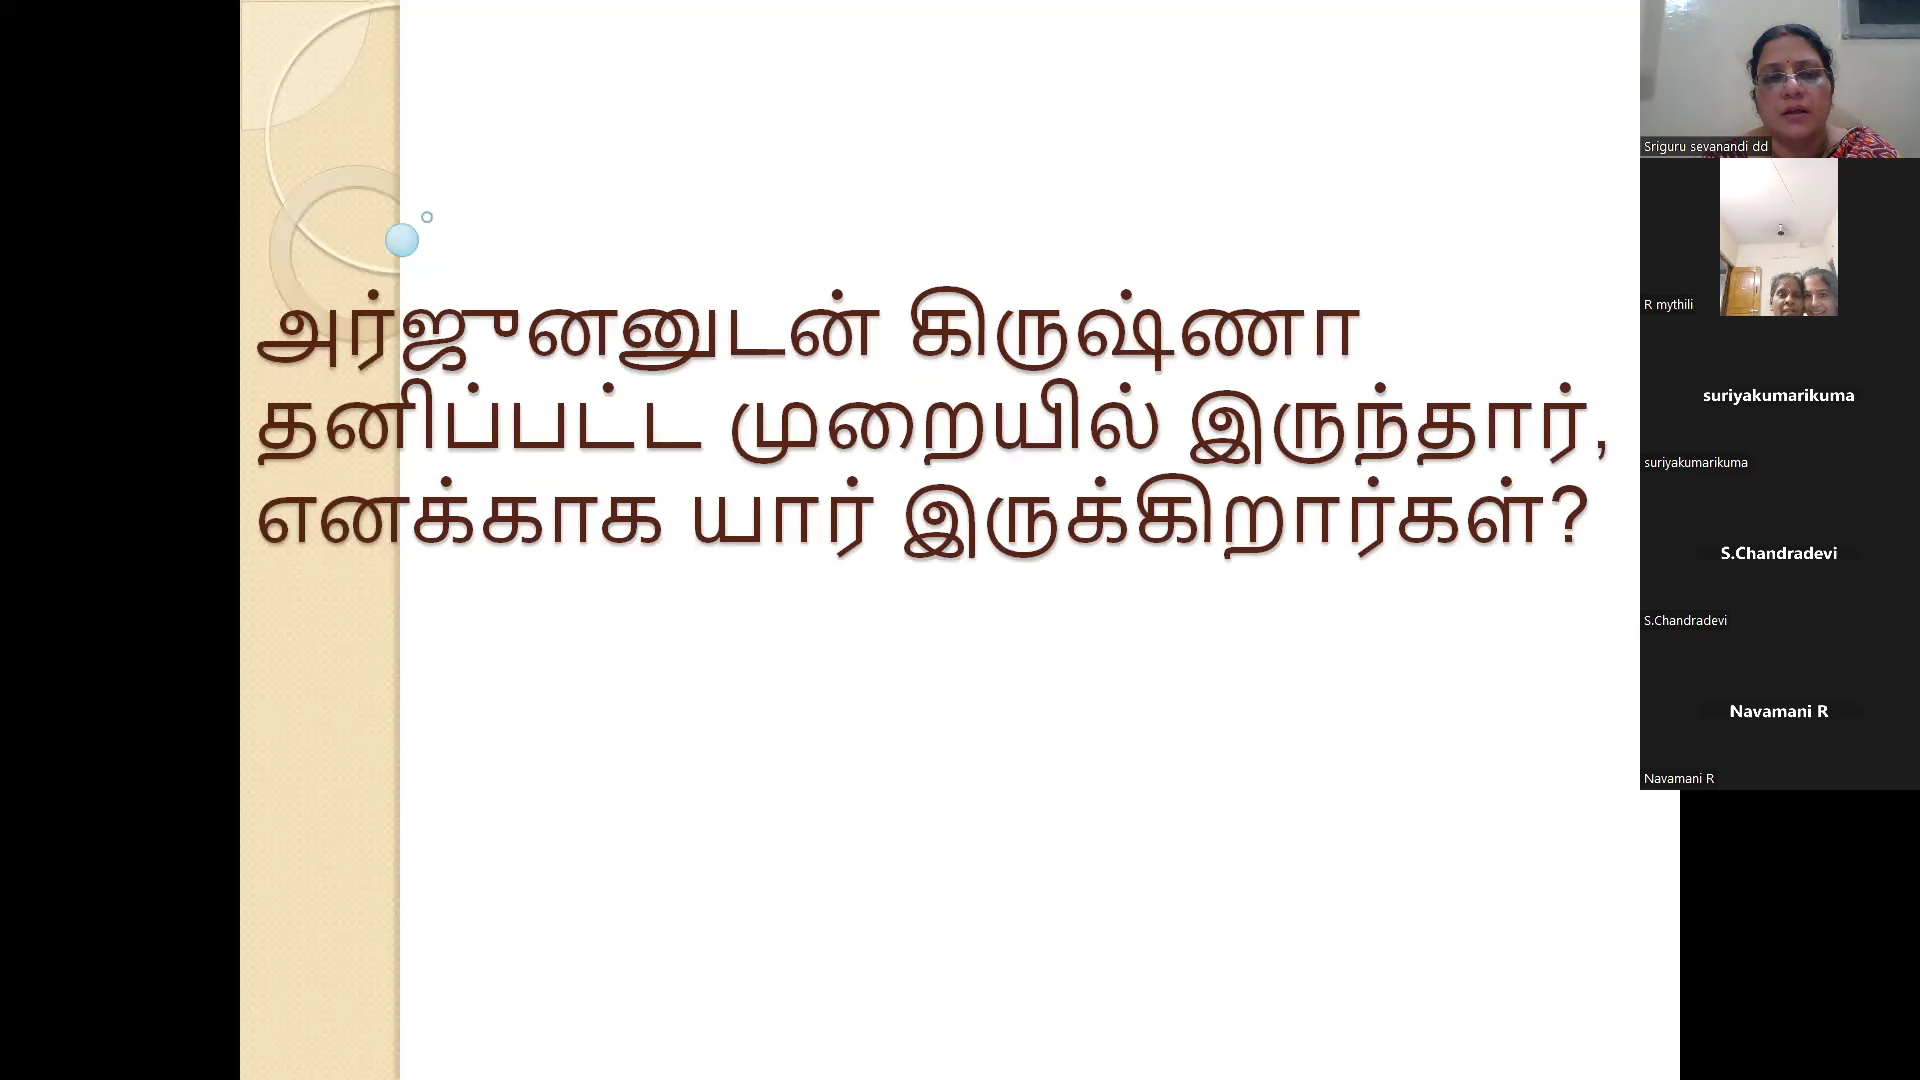 அர்ஜுனனுடன் கிருஷ்ணா
தனிப்பட்ட முறையில் இருந்தார்,
எனக்காக யார் இருக்கிறார்கள்?
Sriguru sevanandi dd
R mythili
suriyakumarikuma
suriyakumarikuma
S.Chandradevi
S.Chandradevi
Navamani R
Navamani R